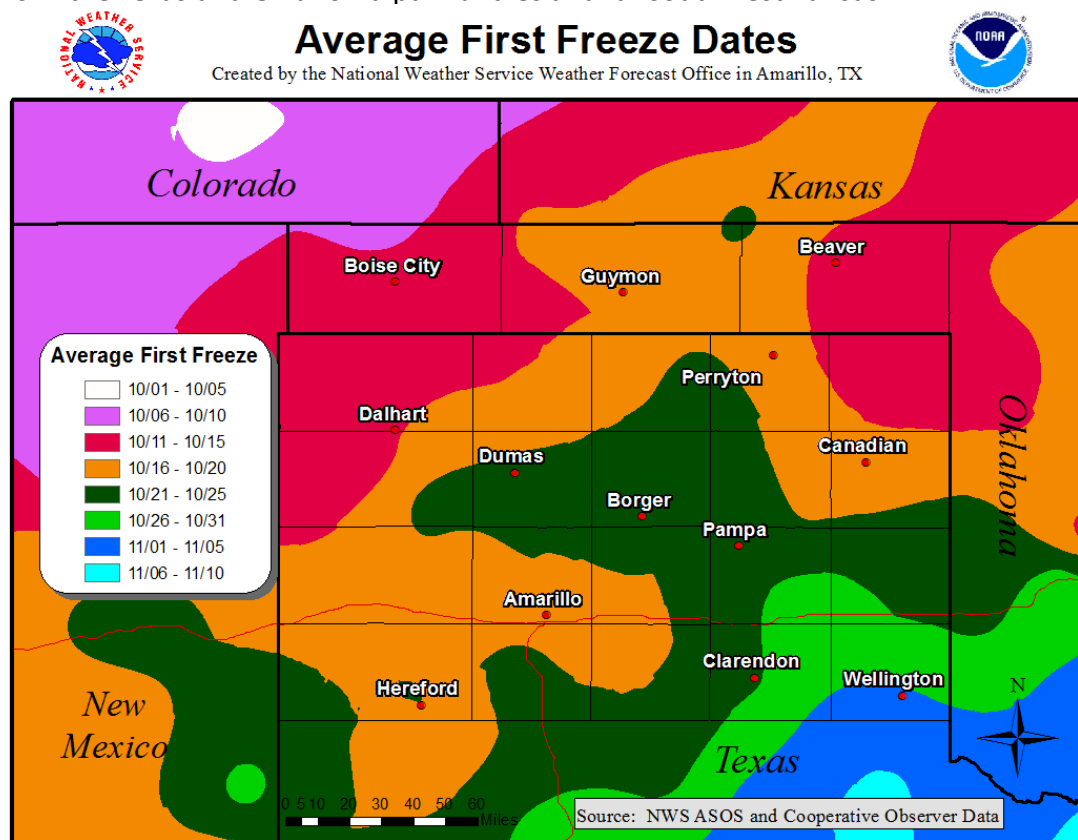 Average First Freeze Dates
Created by the National Weather Service Weather Forecast Office in Amarillo, TX
NATIONAL WEATHER SERVICE
NOAA
Colorado
Kansas
Boise City
Guymon
Beaver
Average First Freeze
10/01 - 10/05
10/06 - 10/10
10/11 - 10/15
10/16 - 10/20
10/21 - 10/25
10/26 - 10/31
11/01 - 11/05
11/06 - 11/10
Perryton
Dalhart
Dumas
Canadian
Borger
Pampa
Oklahoma
Amarillo
Clarendon
Wellington
Hereford
New
Mexico
Texas
N
0 5 10 20 30 40 50 60
Miles
Source: NWS ASOS and Cooperative Observer Data